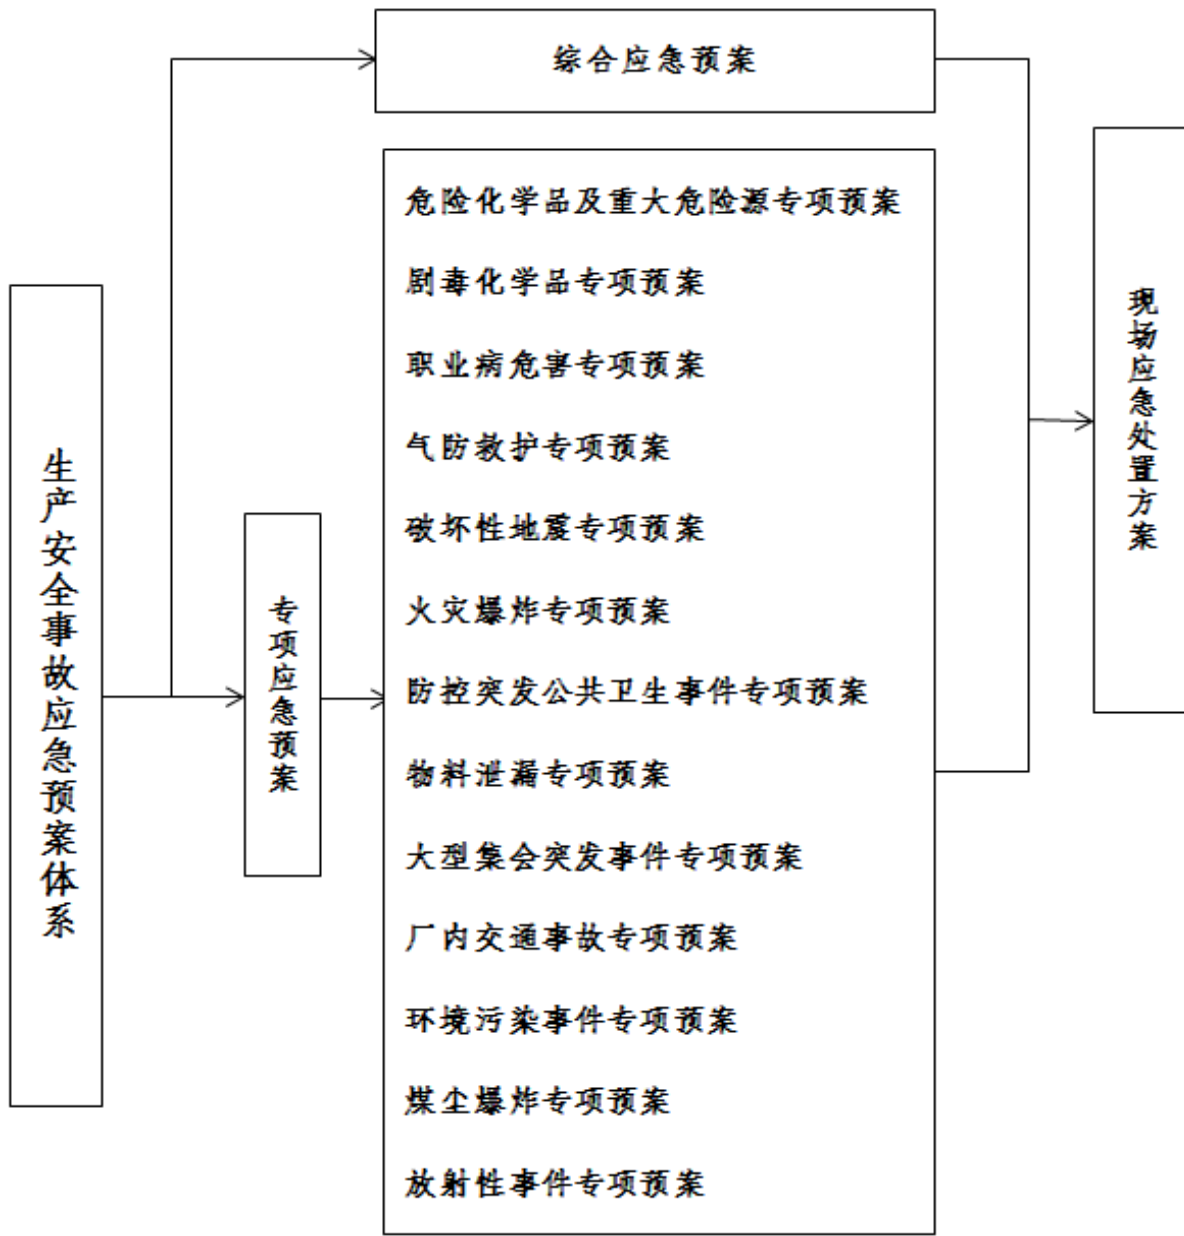 综合应急预案
生产安全事故应急预案体系
专项应急预案
危险化学品及重大危险源专项预案
剧毒化学品专项预案
职业病危害专项预案
气防救护专项预案
破坏性地震专项预案
火灾爆炸专项预案
防控突发公共卫生事件专项预案
物料泄漏专项预案
大型集会突发事件专项预案
厂内交通事故专项预案
环境污染事件专项预案
煤尘爆炸专项预案
放射性事件专项预案
现场应急处置方案